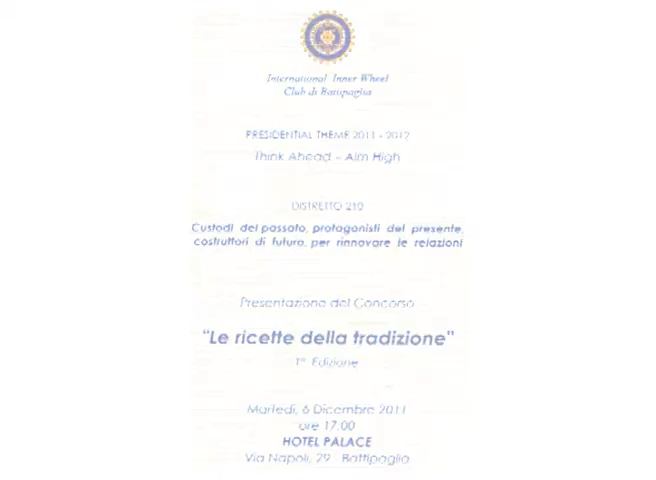 International Inner Wheel
Club di Battipaglia
PRESIDENTIAL THEME 2011 - 2012
Think Ahead – Aim High
DISTRETTO 210
Custodi del passato, protagonisti del presente,
costruttori di futuro, per rinnovare le relazioni
Presentazione del Concorso
"Le ricette della tradizione"
1° Edizione
Martedì, 6 Dicembre 2011
ore 17.00
HOTEL PALACE
Via Napoli, 29 - Battipaglia